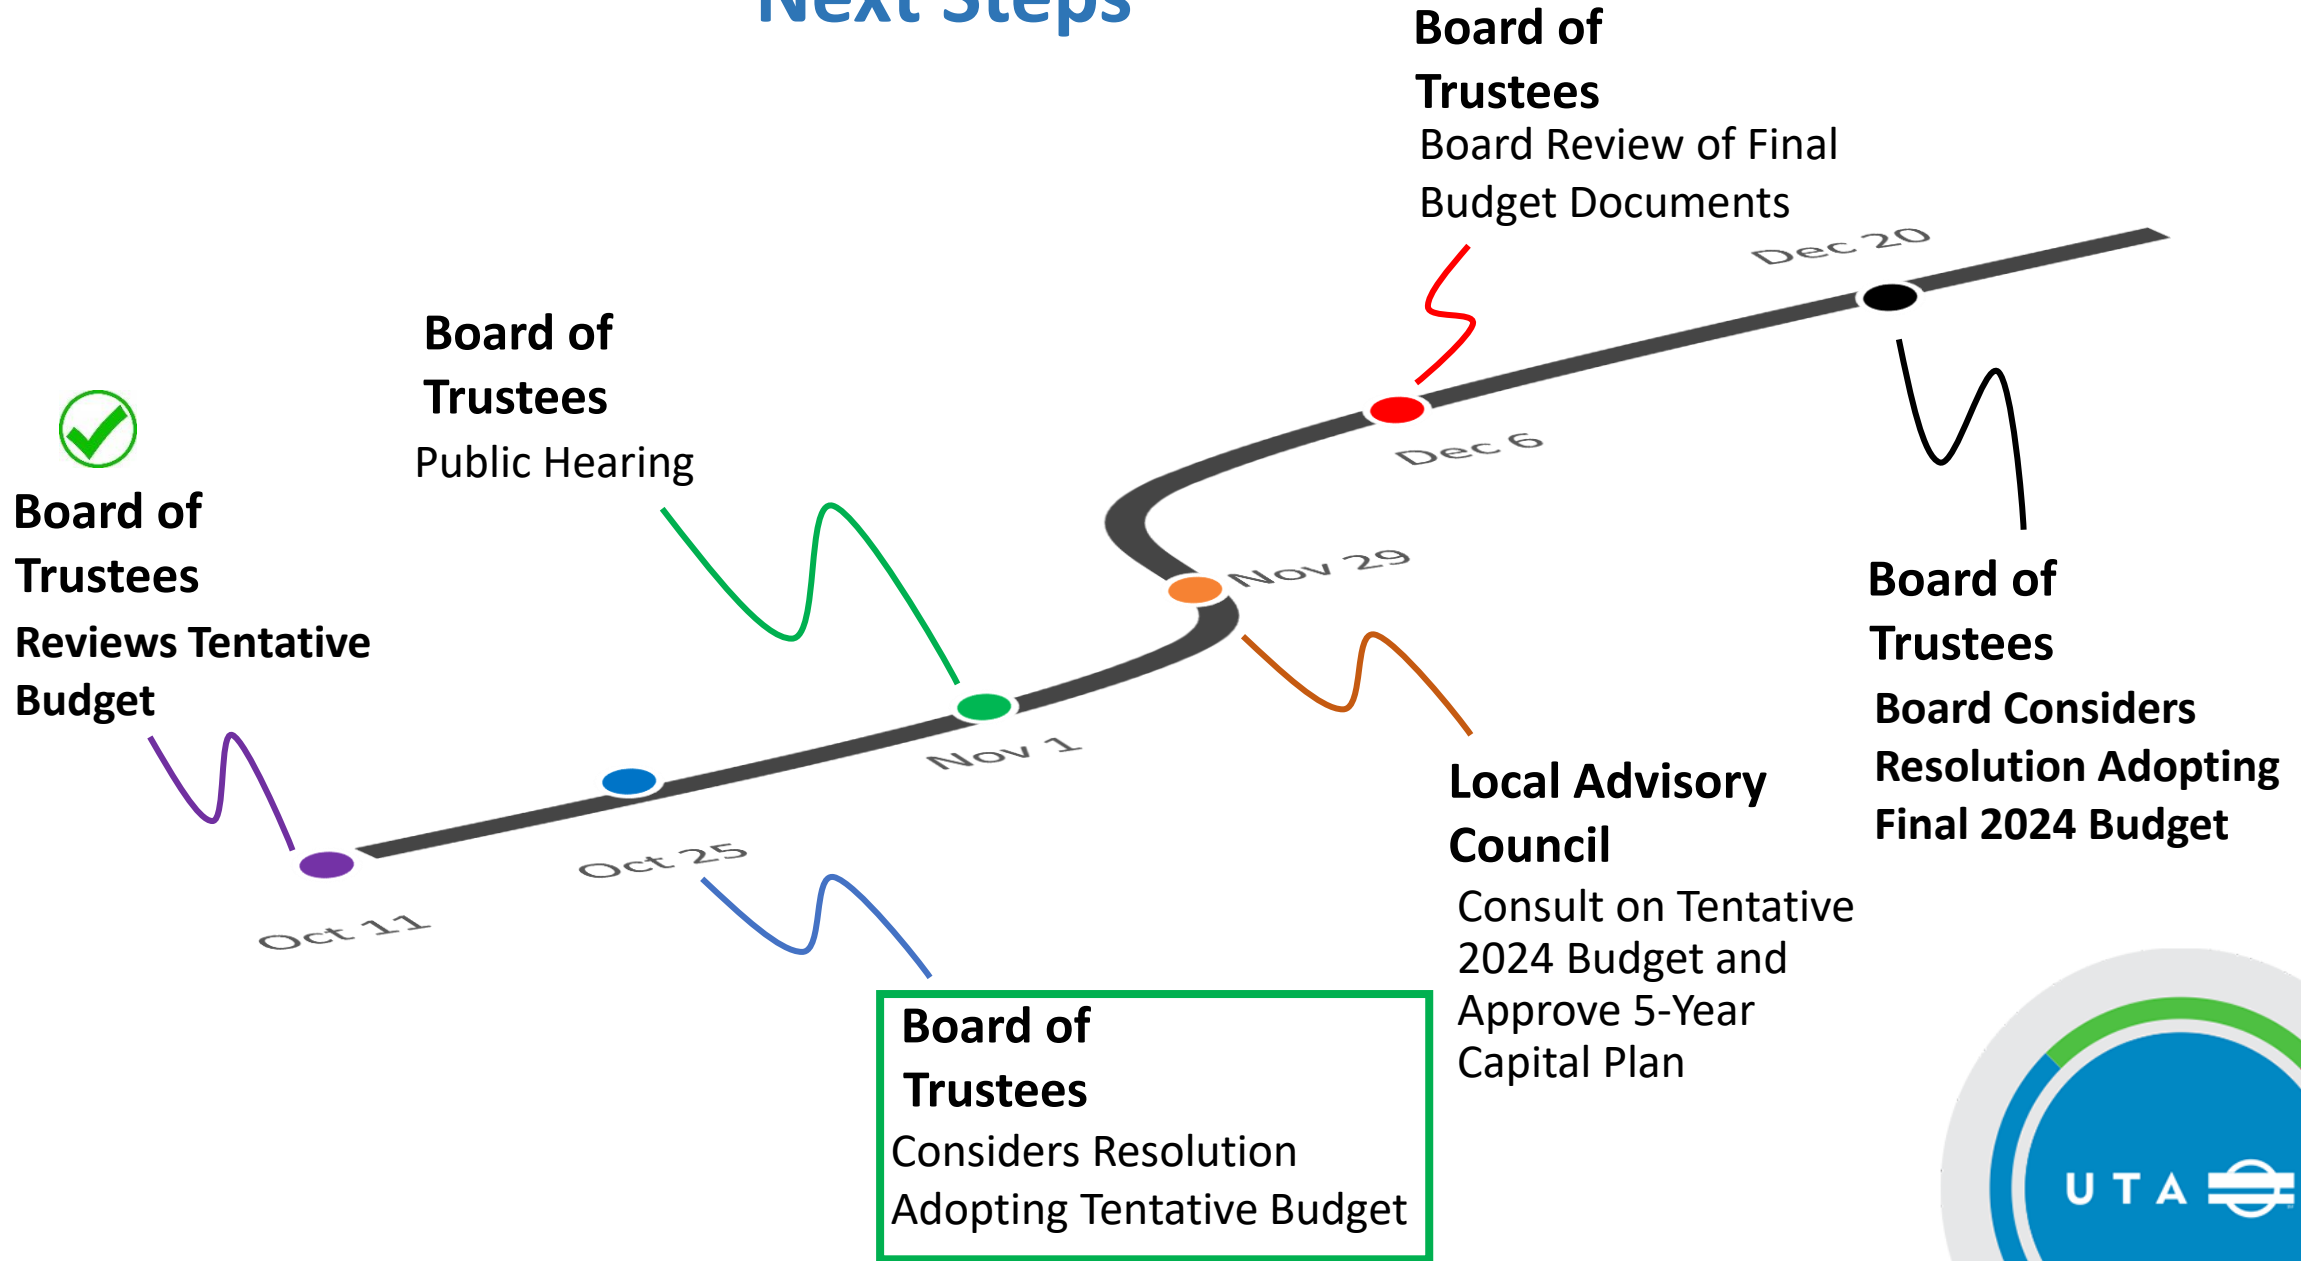 Next Steps
Board of
Trustees
Board Review of Final
Budget Documents
Dec 20
Board of
Trustees
Public Hearing
Dec 6
Board of
Trustees
Reviews Tentative
Budget
Nov 29
Board of
Trustees
Board Considers
Resolution Adopting
Final 2024 Budget
Nov 1
Local Advisory
Council
Consult on Tentative
2024 Budget and
Approve 5-Year
Capital Plan
Oct 25
Oct 11
Board of
Trustees
Considers Resolution
Adopting Tentative Budget
UTA